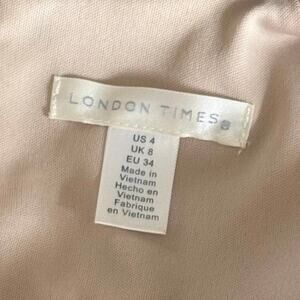 LONDON TIMES®
US 4
UK 8
EU 34
Made in
Vietnam
Hecho en
Vietnam
Fabrique
en Vietnam